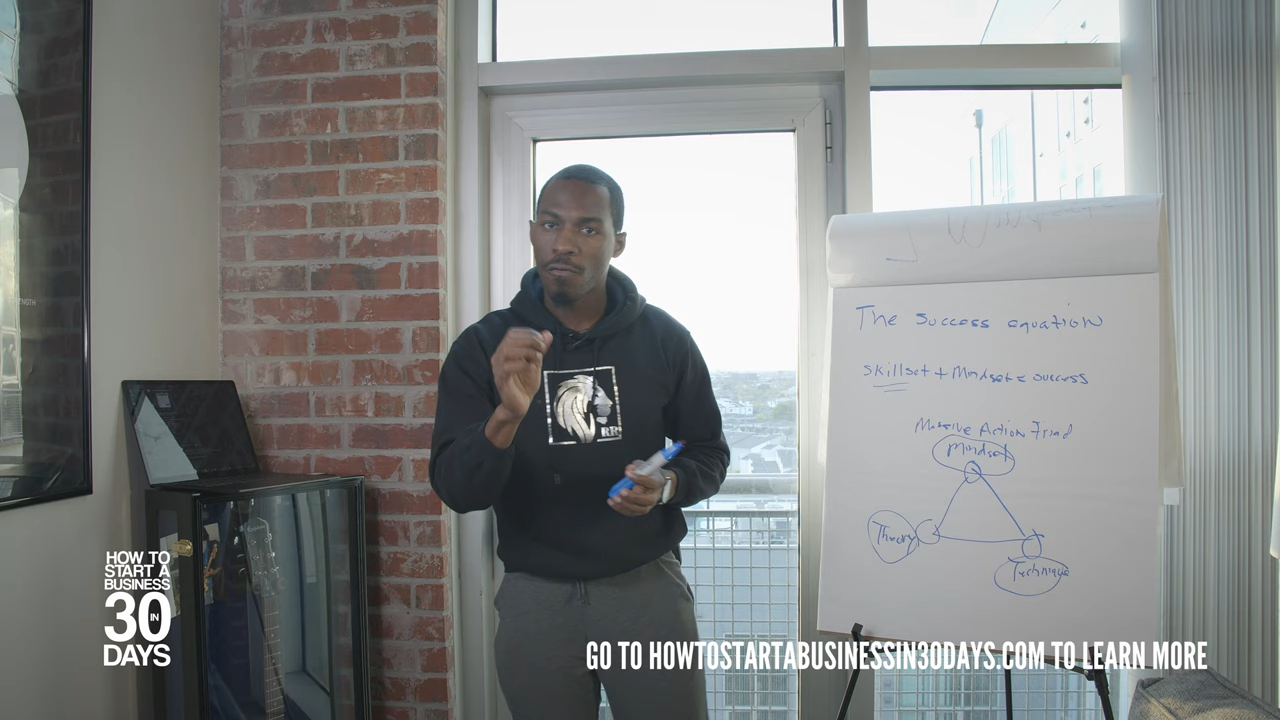 The Success equation
skillset + Mindset = success
Massive Action Triad
Mindset
Theory
Technique
RBL
HOW TO
START A
BUSINESS
30 IN
DAYS
GO TO HOWTOSTARTABUSINESSIN30DAYS.COM TO LEARN MORE